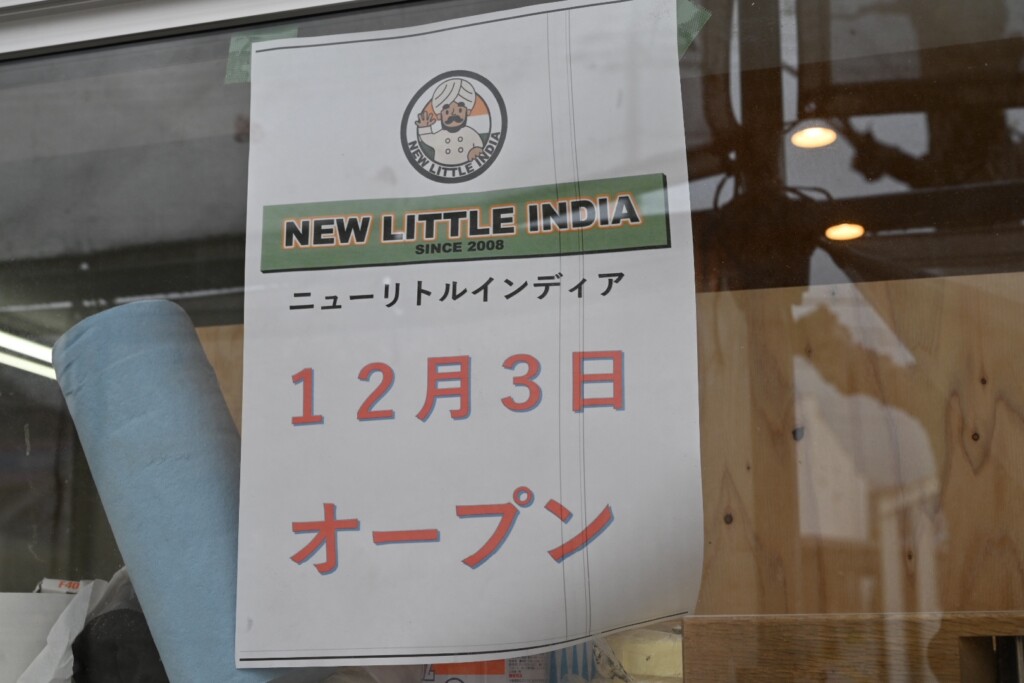 NEW LITTLE INDIA
NEW LITTLE INDIA
SINCE 2008
ニューリトルインディア
12月3日
オープン
F40